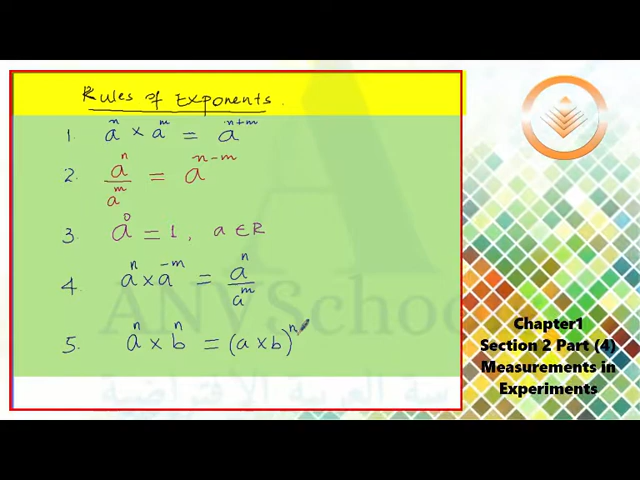 Rules of Exponents.
1. aⁿ × aᵐ = aⁿ⁺ᵐ
2. aⁿ/aᵐ = aⁿ⁻ᵐ
3. a⁰ = 1, a ∈ R
4. aⁿ × a⁻ᵐ = aⁿ/aᵐ
5. aⁿ × bⁿ = (a × b)ⁿ
ANVSchool
Chapter1
Section 2 Part (4)
Measurements in
Experiments